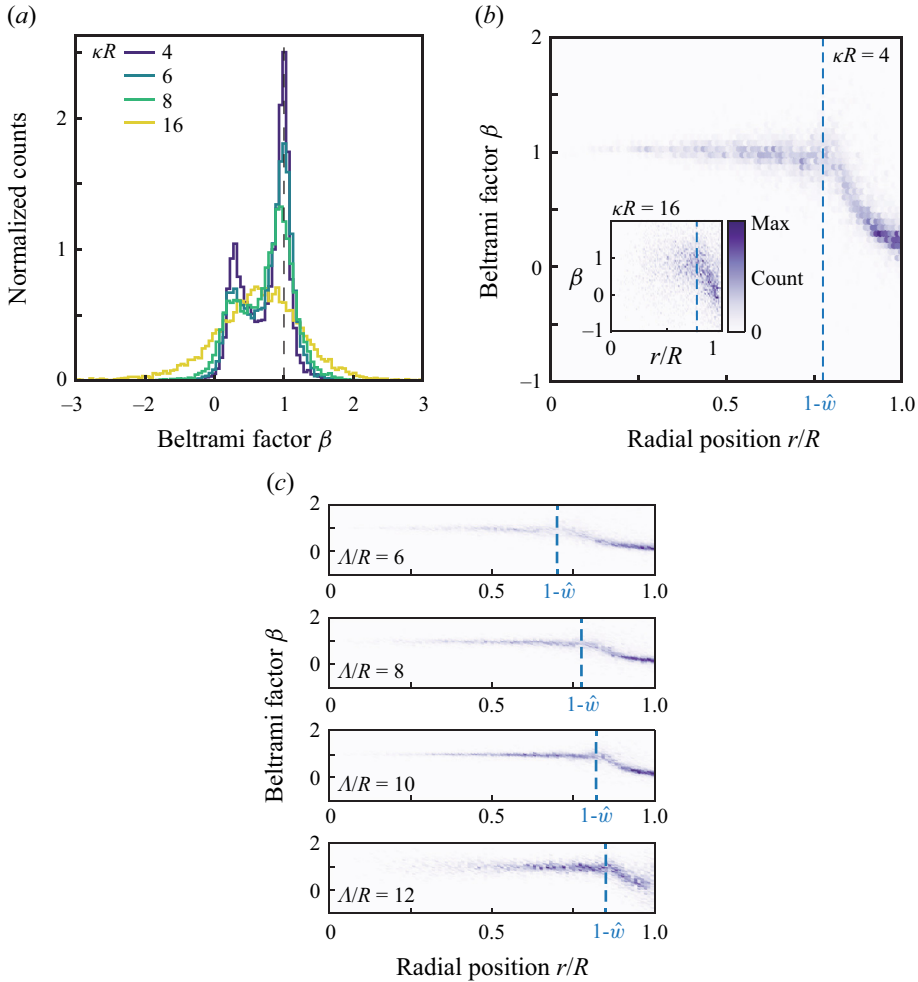 (a)
κR
4
6
8
16
Normalized counts
2
1
0
−3
−2
−1
0
1
2
3
Beltrami factor β
(b)
κR = 4
Beltrami factor β
2
1
0
−1
κR = 16
β
1
0
−1
0
1
r/R
Max
Count
0
0
0.5
1-ŵ
1.0
Radial position r/R
(c)
Beltrami factor β
2
0
Λ/R = 6
0
0.5
1-ŵ
1.0
2
0
Λ/R = 8
0
0.5
1-ŵ
1.0
2
0
Λ/R = 10
0
0.5
1-ŵ
1.0
2
0
Λ/R = 12
0
0.5
1-ŵ
1.0
Radial position r/R